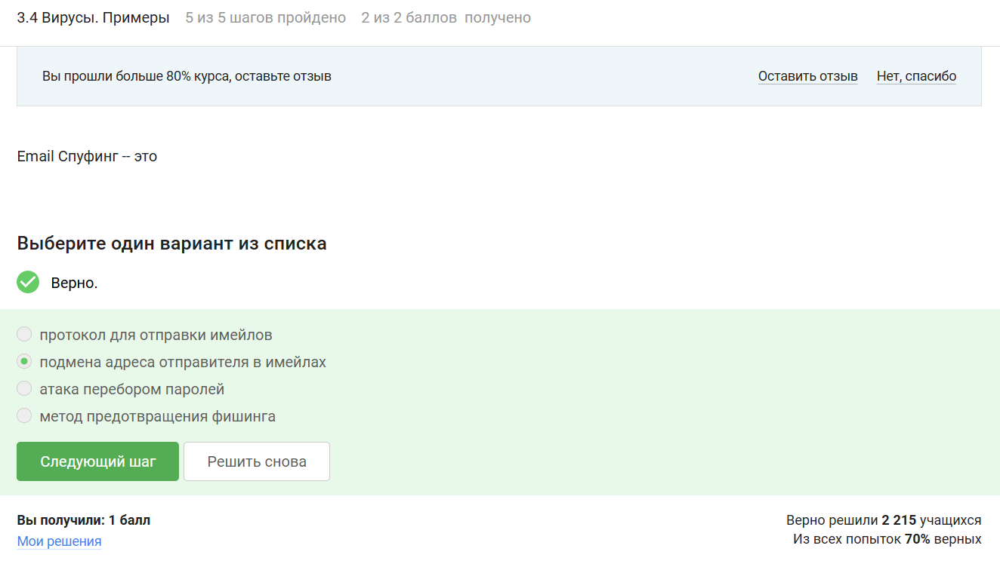 3.4 Вирусы. Примеры 5 из 5 шагов пройдено 2 из 2 баллов получено
Вы прошли больше 80% курса, оставьте отзыв Оставить отзыв Нет, спасибо
Email Спуфинг -- это
Выберите один вариант из списка
Верно.
протокол для отправки имейлов
подмена адреса отправителя в имейлах
атака перебором паролей
метод предотвращения фишинга
Следующий шаг Решить снова
Вы получили: 1 балл
Мои решения
Верно решили 2 215 учащихся
Из всех попыток 70% верных